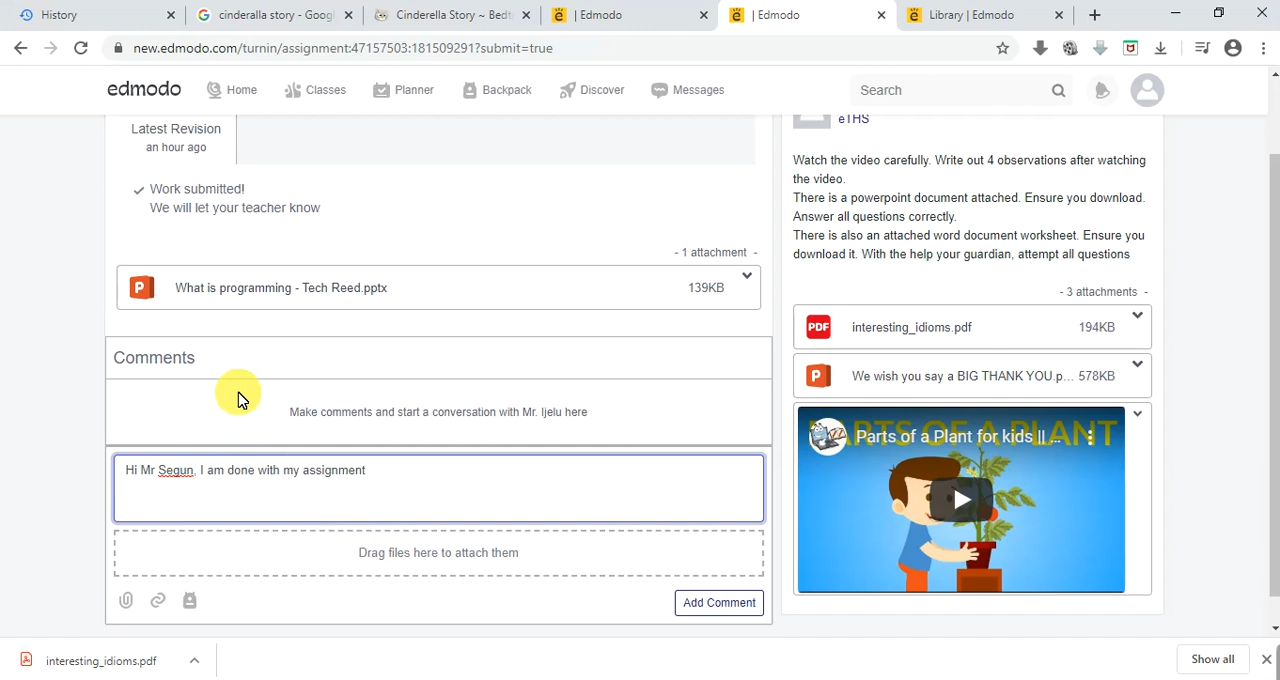 History
cinderalla story - Goog
Cinderella Story ~ Bedt
| Edmodo
| Edmodo
Library | Edmodo
new.edmodo.com/turnin/assignment:47157503:181509291?submit=true
edmodo
Home
Classes
Planner
Backpack
Discover
Messages
Search
Latest Revision
an hour ago
Work submitted!
We will let your teacher know
- 1 attachment -
What is programming - Tech Reed.pptx
139KB
Comments
Make comments and start a conversation with Mr. Ijelu here
Hi Mr Segun, I am done with my assignment
Drag files here to attach them
Add Comment
eTHS
Watch the video carefully. Write out 4 observations after watching
the video.
There is a powerpoint document attached. Ensure you download.
Answer all questions correctly.
There is also an attached word document worksheet. Ensure you
download it. With the help your guardian, attempt all questions
- 3 attachments -
PDF
interesting_idioms.pdf
194KB
We wish you say a BIG THANK YOU.p...
578KB
Parts of a Plant for kids || ...
interesting_idioms.pdf
Show all